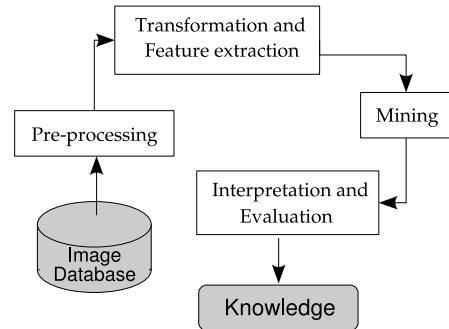 Transformation and
Feature extraction
Pre-processing
Mining
Interpretation and
Evaluation
Image
Database
Knowledge